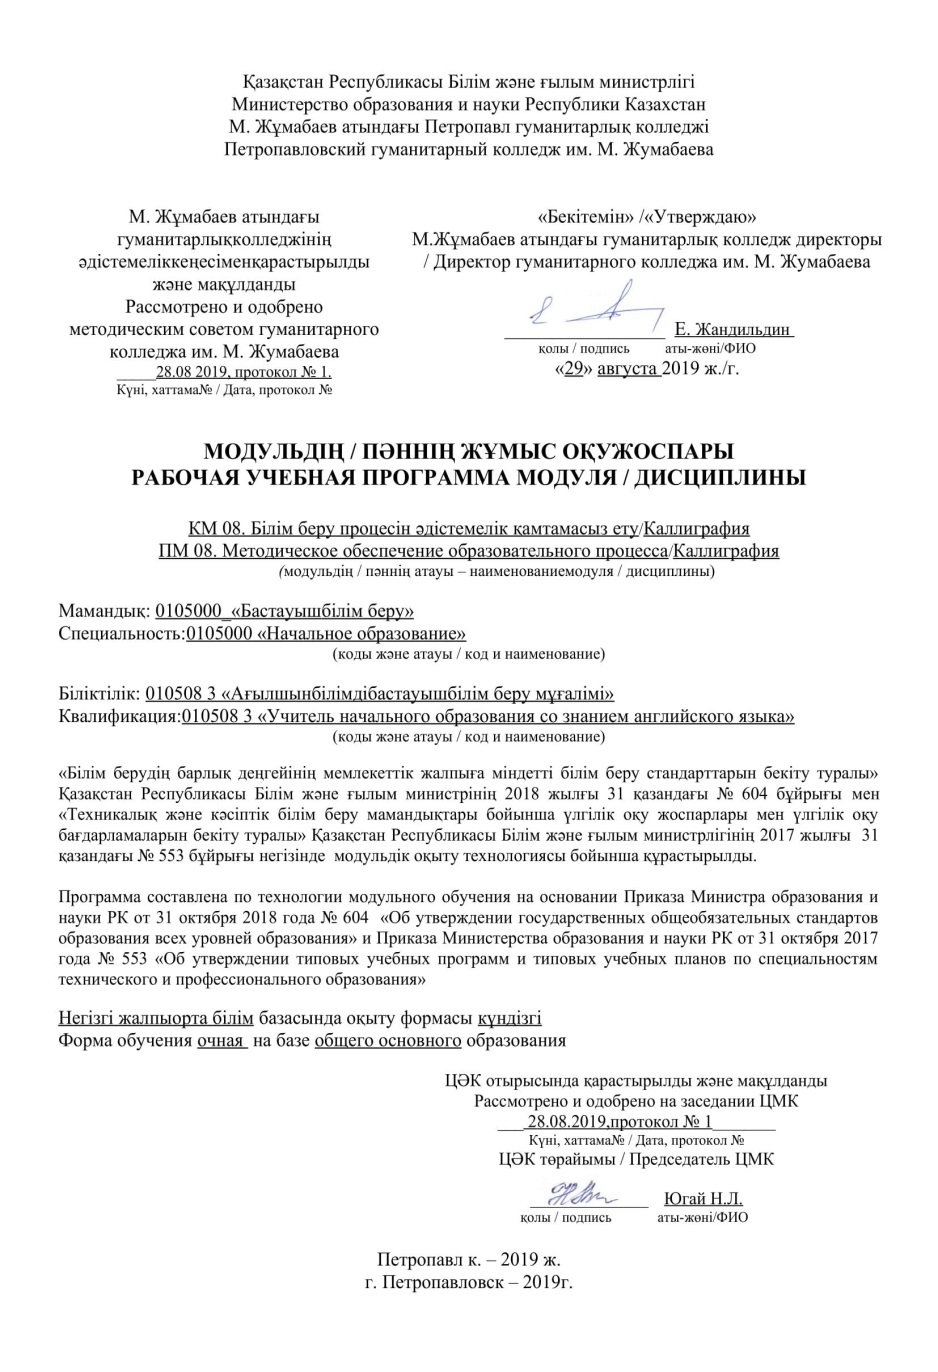 Қазақстан Республикасы Білім және ғылым министрлігі
Министерство образования и науки Республики Казахстан
М. Жұмабаев атындағы Петропавл гуманитарлық колледжі
Петропавловский гуманитарный колледж им. М. Жумабаева
М. Жұмабаев атындағы
гуманитарлықколледжінің
әдістемеліккеңесіменқарастырылды
және мақұлданды
Рассмотрено и одобрено
методическим советом гуманитарного
колледжа им. М. Жумабаева
_____28.08 2019, протокол № 1.
Күні, хаттама№ / Дата, протокол №
«Бекітемін» /«Утверждаю»
М.Жұмабаев атындағы гуманитарлық колледж директоры
/ Директор гуманитарного колледжа им. М. Жумабаева
__________________ Е. Жандильдин
қолы / подпись аты-жөні/ФИО
«29» августа 2019 ж./г.
МОДУЛЬДІҢ / ПӘННІҢ ЖҰМЫС ОҚУЖОСПАРЫ
РАБОЧАЯ УЧЕБНАЯ ПРОГРАММА МОДУЛЯ / ДИСЦИПЛИНЫ
КМ 08. Білім беру процесін әдістемелік қамтамасыз ету/Каллиграфия
ПМ 08. Методическое обеспечение образовательного процесса/Каллиграфия
(модульдің / пәннің атауы – наименованиемодуля / дисциплины)
Мамандық: 0105000_«Бастауышбілім беру»
Специальность:0105000 «Начальное образование»
(коды және атауы / код и наименование)
Біліктілік: 010508 3 «Ағылшынбілімдібастауышбілім беру мұғалімі»
Квалификация:010508 3 «Учитель начального образования со знанием английского языка»
(коды және атауы / код и наименование)
«Білім берудің барлық деңгейінің мемлекеттік жалпыға міндетті білім беру стандарттарын бекіту туралы»
Қазақстан Республикасы Білім және ғылым министрінің 2018 жылғы 31 қазандағы № 604 бұйрығы мен
«Техникалық және кәсіптік білім беру мамандықтары бойынша үлгілік оқу жоспарлары мен үлгілік оқу
бағдарламаларын бекіту туралы» Қазақстан Республикасы Білім және ғылым министрлігінің 2017 жылғы 31
қазандағы № 553 бұйрығы негізінде модульдік оқыту технологиясы бойынша құрастырылды.
Программа составлена по технологии модульного обучения на основании Приказа Министра образования и
науки РК от 31 октября 2018 года № 604 «Об утверждении государственных общеобязательных стандартов
образования всех уровней образования» и Приказа Министерства образования и науки РК от 31 октября 2017
года № 553 «Об утверждении типовых учебных программ и типовых учебных планов по специальностям
технического и профессионального образования»
Негізгі жалпыорта білім базасында оқыту формасы күндізгі
Форма обучения очная на базе общего основного образования
ЦӘК отырысында қарастырылды және мақұлданды
Рассмотрено и одобрено на заседании ЦМК
___ 28.08.2019,протокол № 1_______
Күні, хаттама№ / Дата, протокол №
ЦӘК төрайымы / Председатель ЦМК
______________ Югай Н.Л.
қолы / подпись аты-жөні/ФИО
Петропавл к. – 2019 ж.
г. Петропавловск – 2019г.